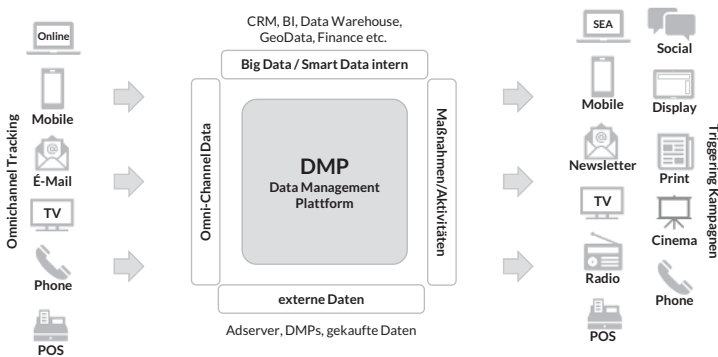 Omnichannel Tracking
Online
Mobile
É-Mail
TV
Phone
POS
CRM, BI, Data Warehouse,
GeoData, Finance etc.
Big Data / Smart Data intern
Omni-Channel Data
DMP
Data Management
Plattform
Maßnahmen/Aktivitäten
externe Daten
Adserver, DMPs, gekaufte Daten
SEA
Social
Mobile
Display
Newsletter
Print
TV
Cinema
Radio
Phone
POS
Triggering Kampagnen